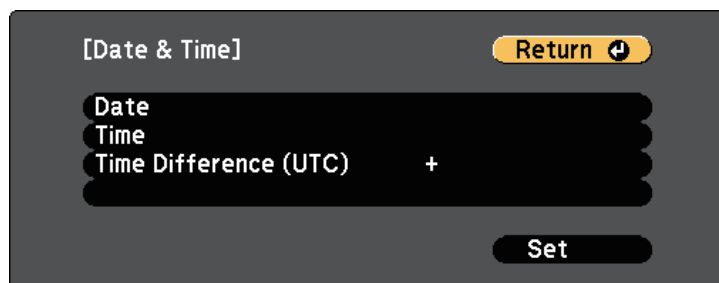 [Date & Time]
Return
Date
Time
Time Difference (UTC) +
Set